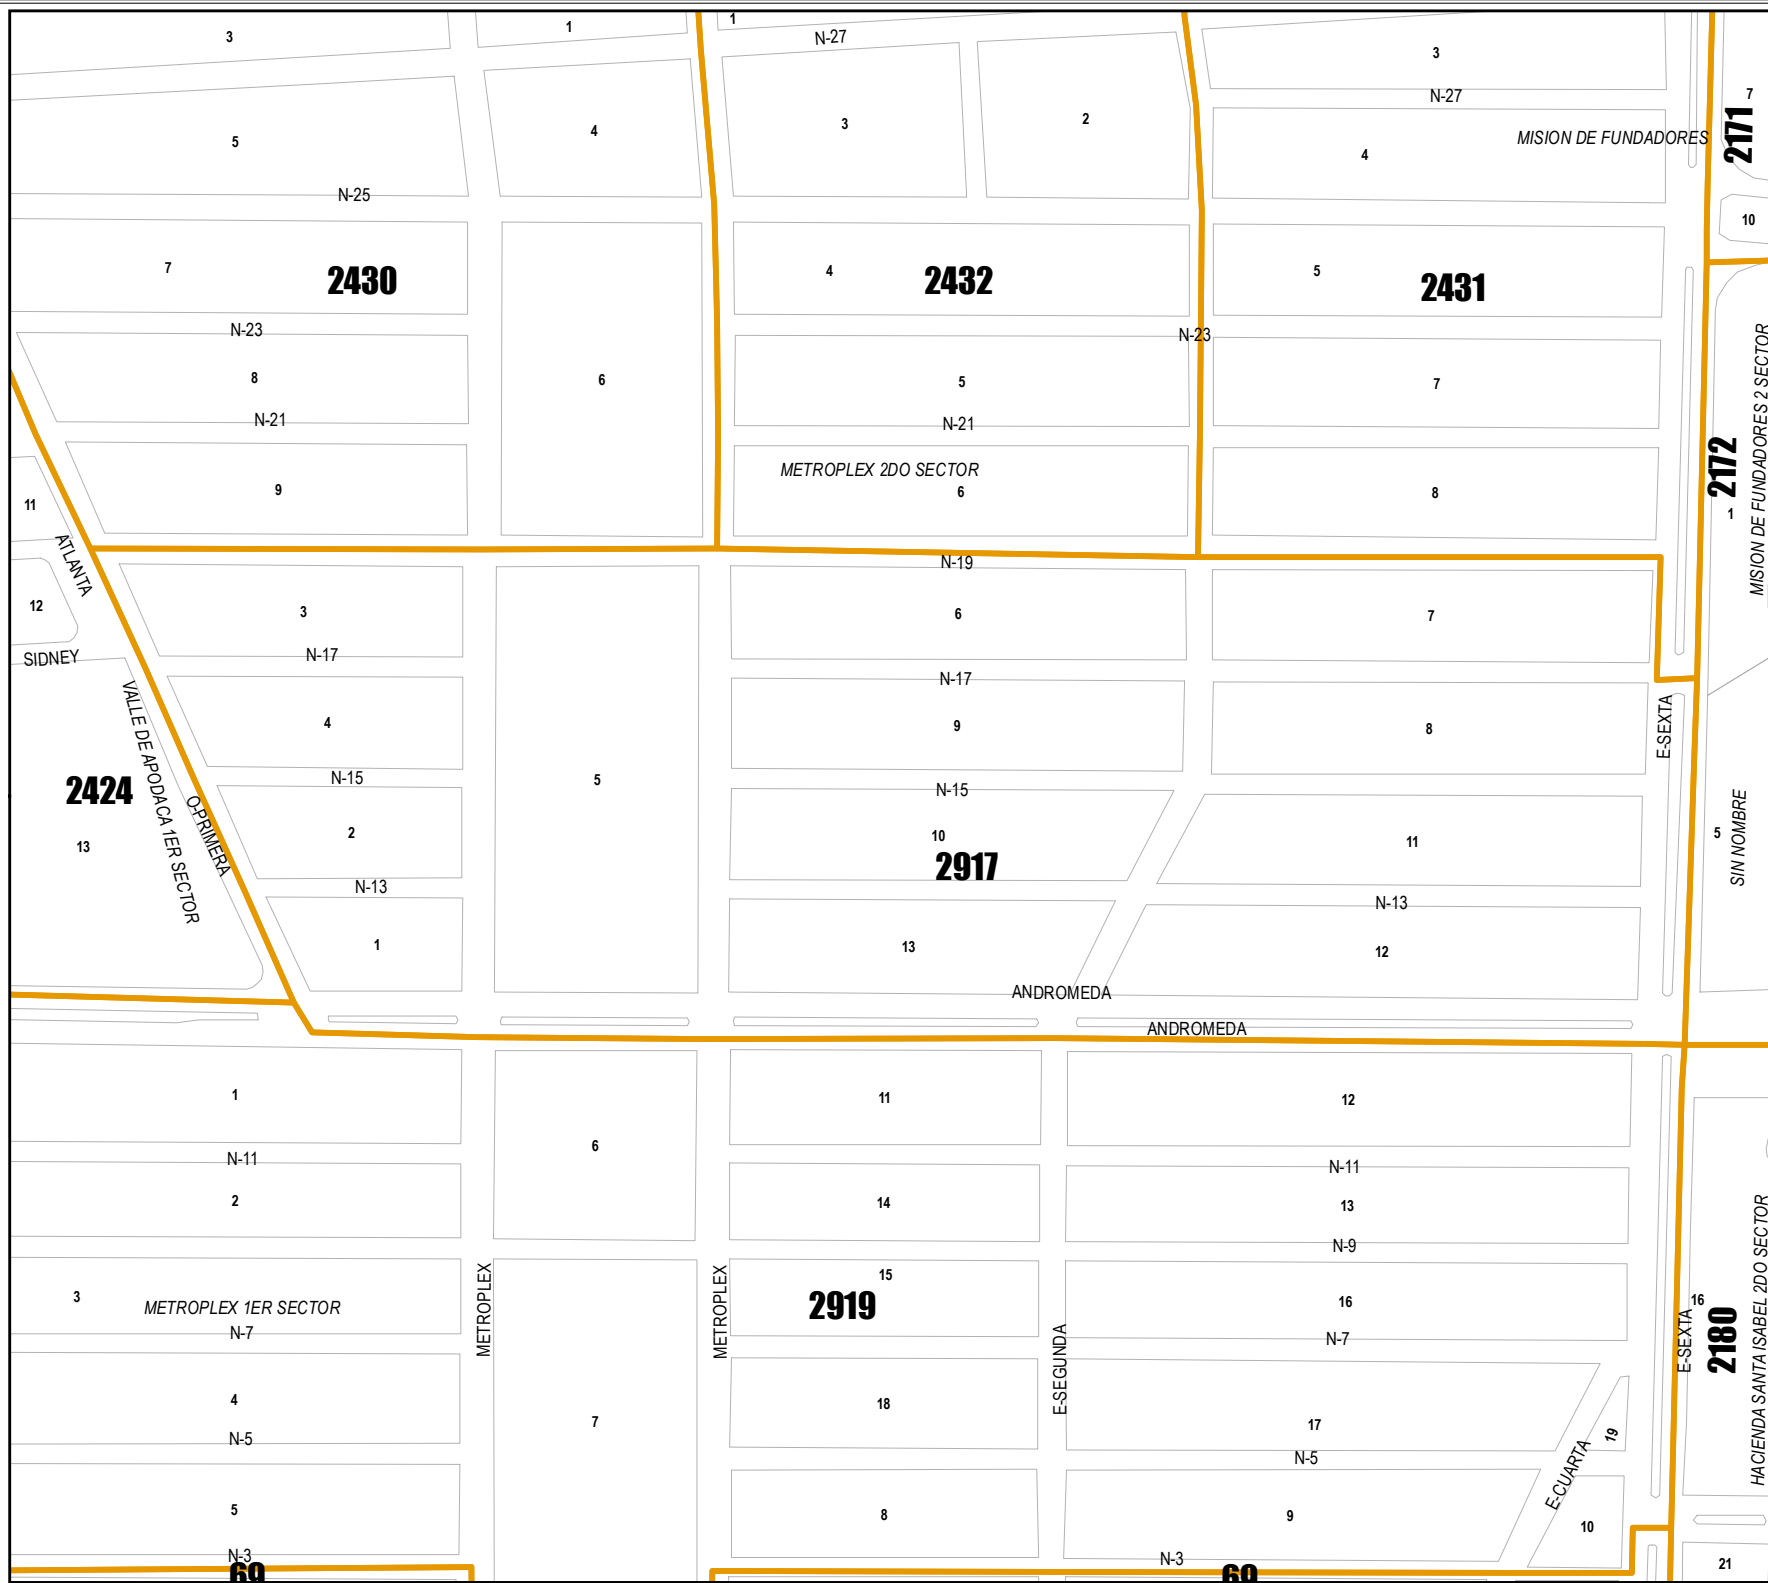 3
1
1
N-27
3
N-27
7
2171
5
4
3
2
4
MISION DE FUNDADORES
N-25
10
7
2430
4
2432
5
2431
N-23
N-23
8
6
5
7
MISION DE FUNDADORES 2 SECTOR
N-21
N-21
METROPLEX 2DO SECTOR
9
6
8
2172
1
11
ATLANTA
N-19
12
3
6
7
SIDNEY
N-17
N-17
VALLE DE APODACA 1ER SECTOR
4
9
8
E-SEXTA
2424
N-15
5
N-15
O-PRIMERA
13
2
10
2917
11
5
SIN NOMBRE
N-13
N-13
1
13
12
ANDROMEDA
ANDROMEDA
1
6
11
12
N-11
N-11
2
14
13
N-9
3
METROPLEX 1ER SECTOR
METROPLEX
METROPLEX
15
2919
16
16
N-7
N-7
E-SEGUNDA
E-SEXTA
2180
HACIENDA SANTA ISABEL 2DO SECTOR
4
7
18
17
19
N-5
N-5
E-CUARTA
5
8
9
10
N-3
N-3
69
69
21